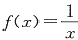 f(x) = 1/x